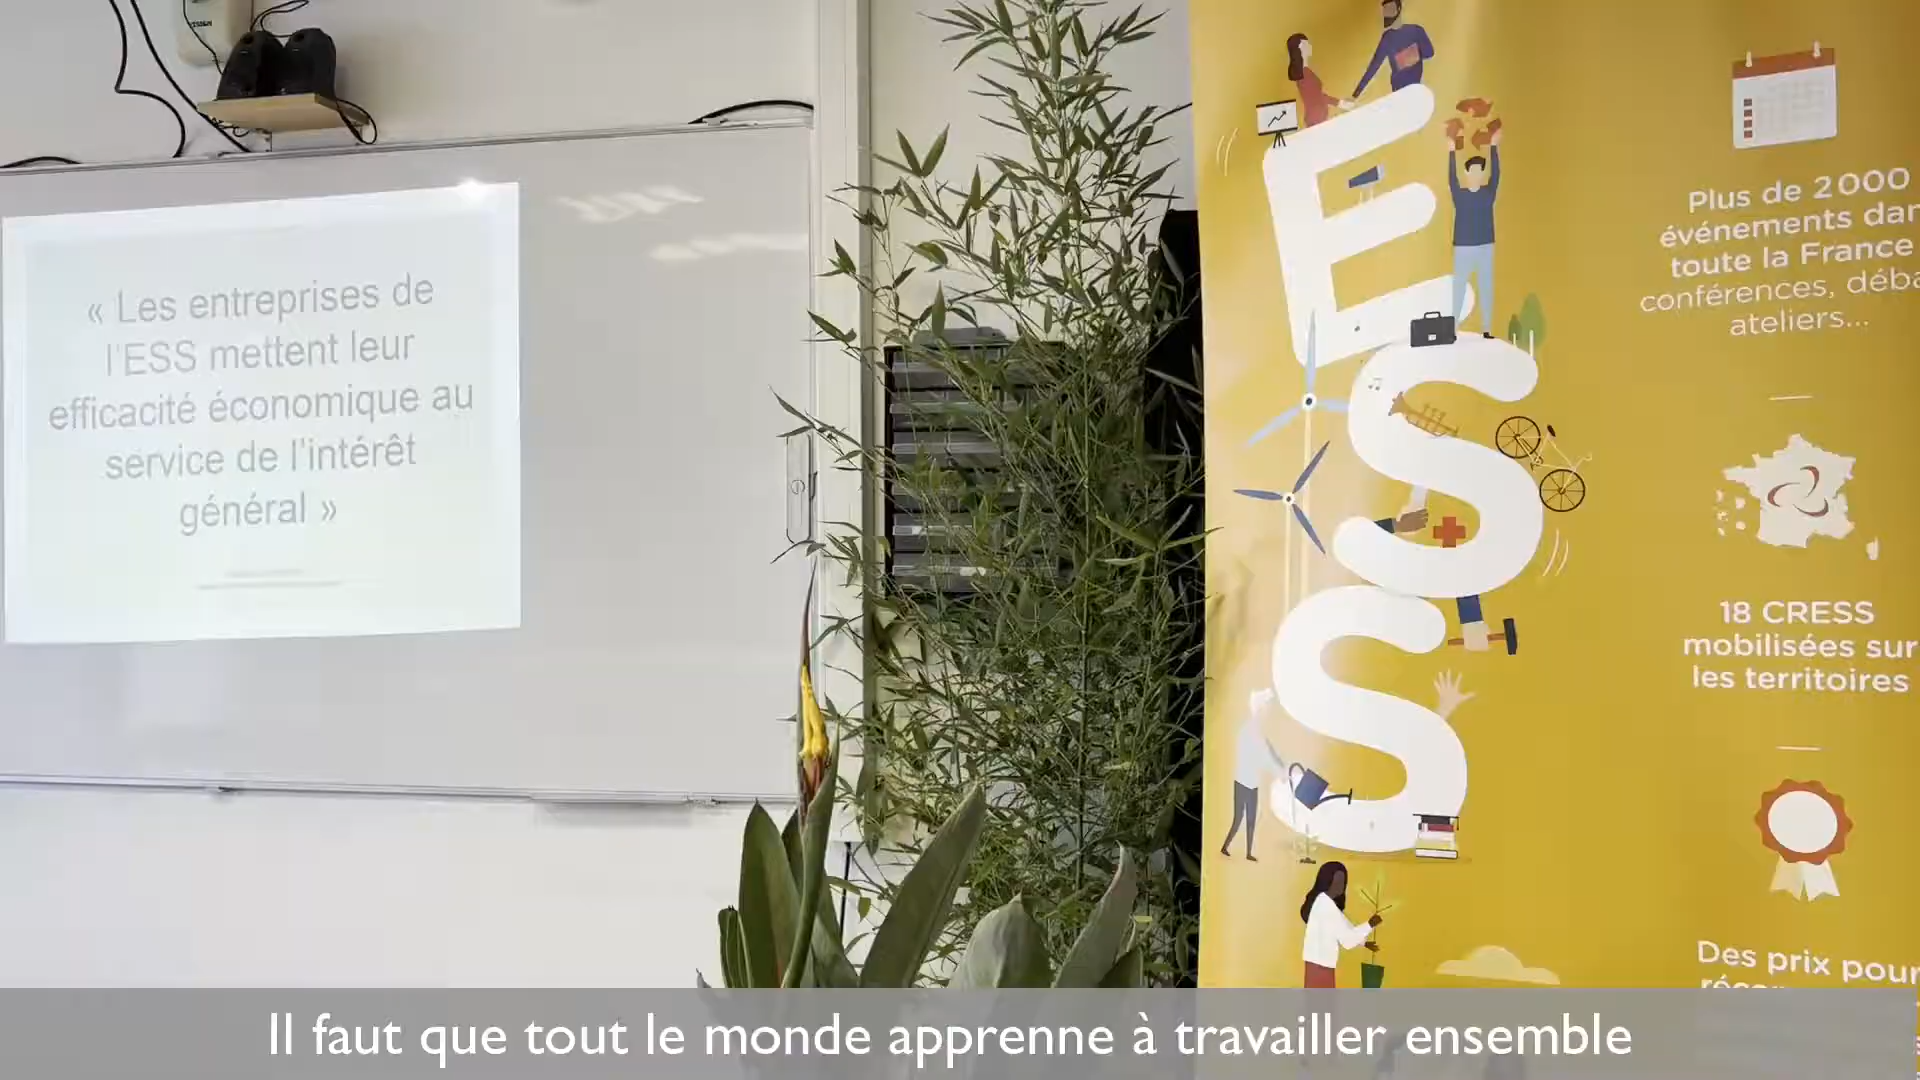 « Les entreprises de
l'ESS mettent leur
efficacité économique au
service de l'intérêt
général »
ESS
Plus de 2000
événements dan
toute la France
conférences, déba
ateliers...
18 CRESS
mobilisées sur
les territoires
Des prix pour
Il faut que tout le monde apprenne à travailler ensemble